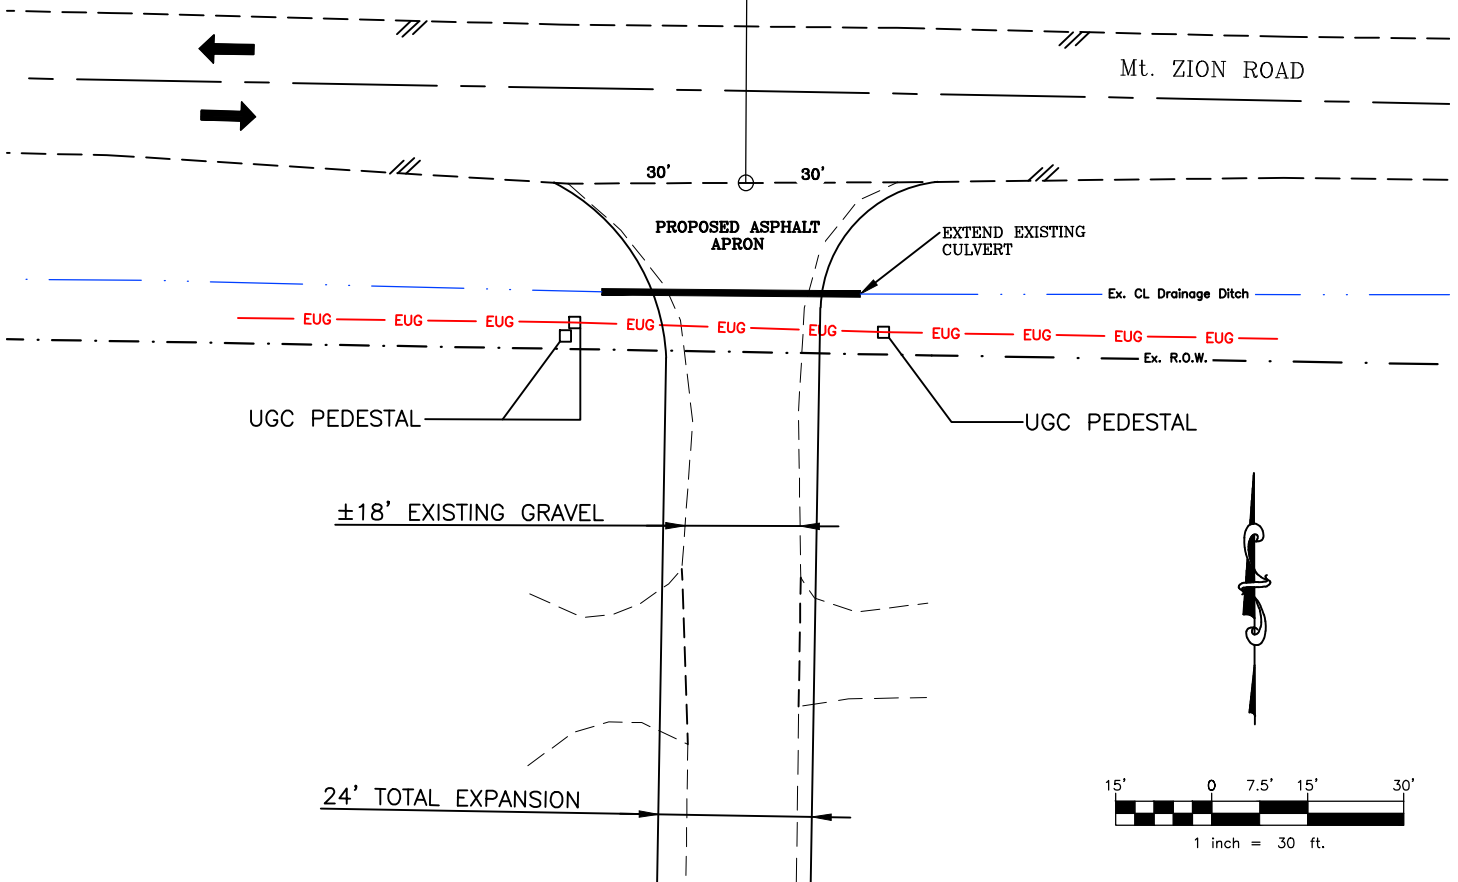 Mt. ZION ROAD
30' 30'
PROPOSED ASPHALT
APRON
EXTEND EXISTING
CULVERT
Ex. CL Drainage Ditch
EUG EUG EUG EUG EUG EUG EUG EUG EUG EUG
Ex. R.O.W.
UGC PEDESTAL
UGC PEDESTAL
±18' EXISTING GRAVEL
24' TOTAL EXPANSION
15' 0 7.5' 15' 30'
1 inch = 30 ft.